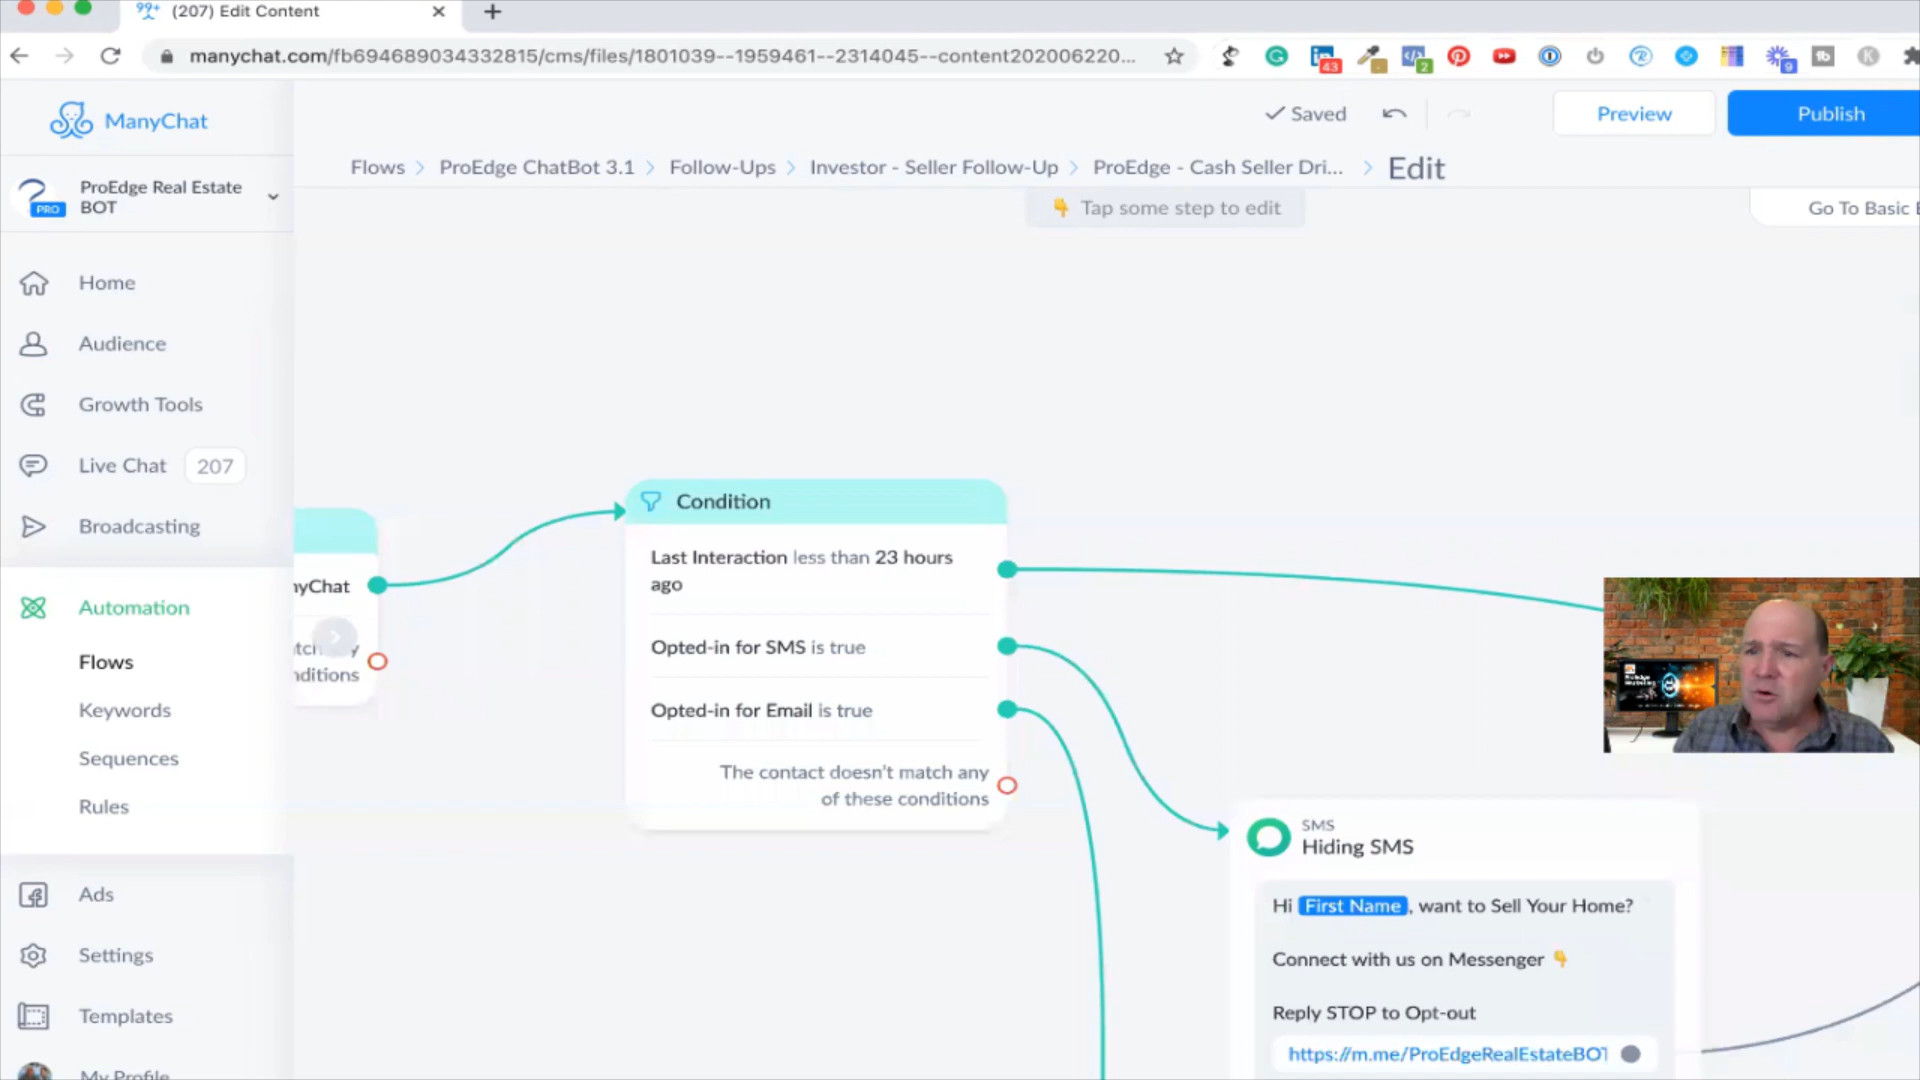 (207) Edit Content
manychat.com/fb694689034332815/cms/files/1801039--1959461--2314045--content202006220...
43
2
9
ManyChat
Saved
Preview
Publish
Flows > ProEdge ChatBot 3.1 > Follow-Ups > Investor - Seller Follow-Up > ProEdge - Cash Seller Dri... > Edit
👇 Tap some step to edit
Go To Basic
ProEdge Real Estate
BOT
PRO
Home
Audience
Growth Tools
Live Chat 207
Broadcasting
Automation
Flows
Keywords
Sequences
Rules
Ads
Settings
Templates
My Profile
nyChat
nditions
Condition
Last Interaction less than 23 hours
ago
Opted-in for SMS is true
Opted-in for Email is true
The contact doesn't match any
of these conditions
SMS
Hiding SMS
Hi First Name, want to Sell Your Home?
Connect with us on Messenger 👇
Reply STOP to Opt-out
https://m.me/ProEdgeRealEstateBOT